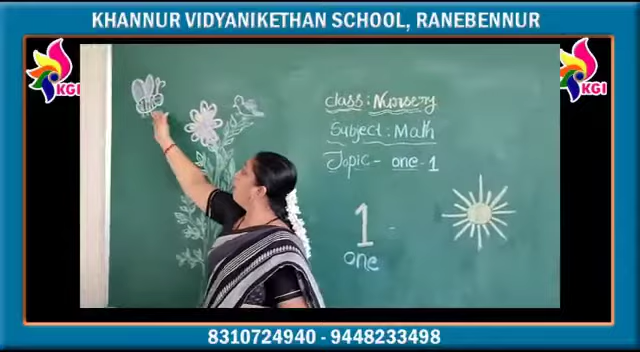 KHANNUR VIDYANIKETHAN SCHOOL, RANEBENNUR
KGI
KGI
class: Nursery
Subject: Math
Topic - one - 1
1
one
8310724940 - 9448233498